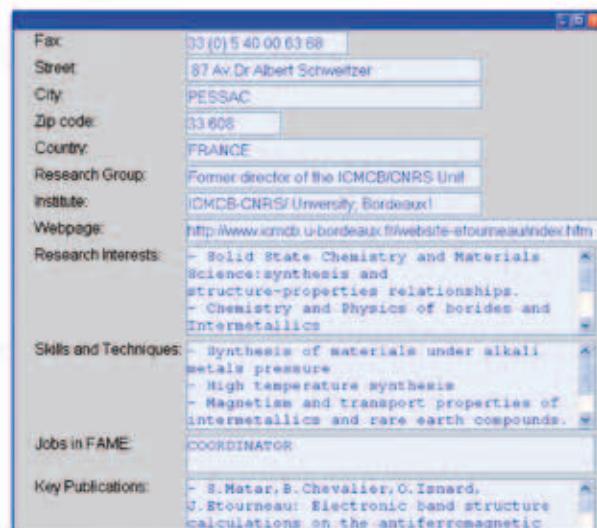 Fax: 33 (0) 5 40 00 63 68
Street: 87 Av.Dr Albert Schweitzer
City: PESSAC
Zip code: 33 608
Country: FRANCE
Research Group: Former director of the ICMCB/CNRS Unit
Institute: ICMCB-CNRS/ Unversity, Bordeaux1
Webpage: http://www.icmcb.u-bordeaux.fr/website-etourneau/index.htm
Research Interests: - Solid State Chemistry and Materials
Science:synthesis and
structure-properties relationships.
- Chemistry and Physics of borides and
Intermetallics
Skills and Techniques: - Synthesis of materials under alkali
metals pressure
- High temperature synthesis
- Magnetism and transport properties of
intermetallics and rare earth compounds.
Jobs in FAME: COORDINATOR
Key Publications: - S.Matar,B.Chevalier,O.Isnard,
J.Etourneau: Electronic band structure
calculations on the antiferromagnetic